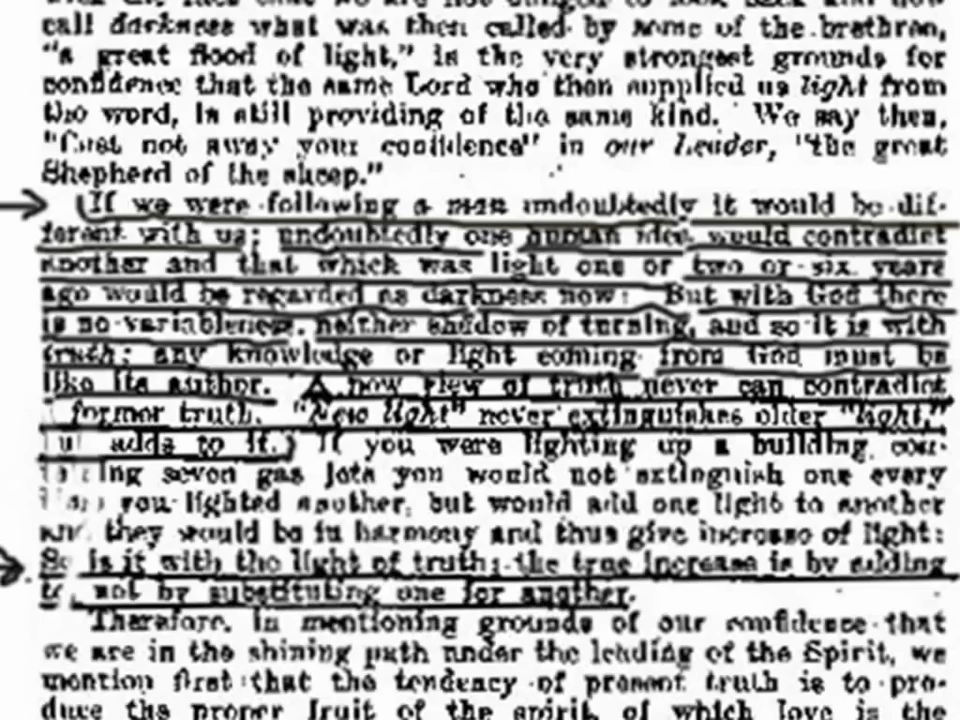 call darkness what was then called by some of the brethren,
"a great flood of light," is the very strongest grounds for
confidence that the same Lord who then supplied us light from
the word, is still providing of the same kind. We say then,
"Cast not away your confidence" in our Leader, "the great
Shepherd of the sheep."
If we were following a man undoubtedly it would be dif-
ferent with us; undoubtedly one human idea would contradict
another and that which was light one or two or six years
ago would be regarded as darkness now: But with God there
is no variableness, neither shadow of turning, and so it is with
truth; any knowledge or light coming from God must be
like its author. A new view of truth never can contradict
former truth. "New light" never extinguishes older "light,"
adds to it. If you were lighting up a building con-
ing seven gas jets you would not extinguish one every
you lighted another, but would add one light to another
and they would be in harmony and thus give increase of light:
So is it with the light of truth; the true increase is by adding
to, not by substituting one for another.
Therefore, in mentioning grounds of our confidence that
we are in the shining path under the leading of the Spirit, we
mention first that the tendency of present truth is to pro-
duce the proper fruit of the spirit, of which love is the